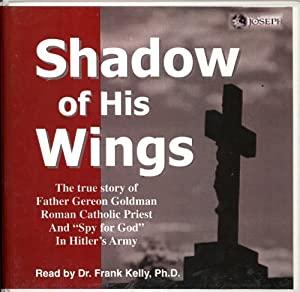 JOSEPH
Shadow
of His
Wings
The true story of
Father Gereon Goldman
Roman Catholic Priest
And "Spy for God"
In Hitler's Army
Read by Dr. Frank Kelly, Ph.D.